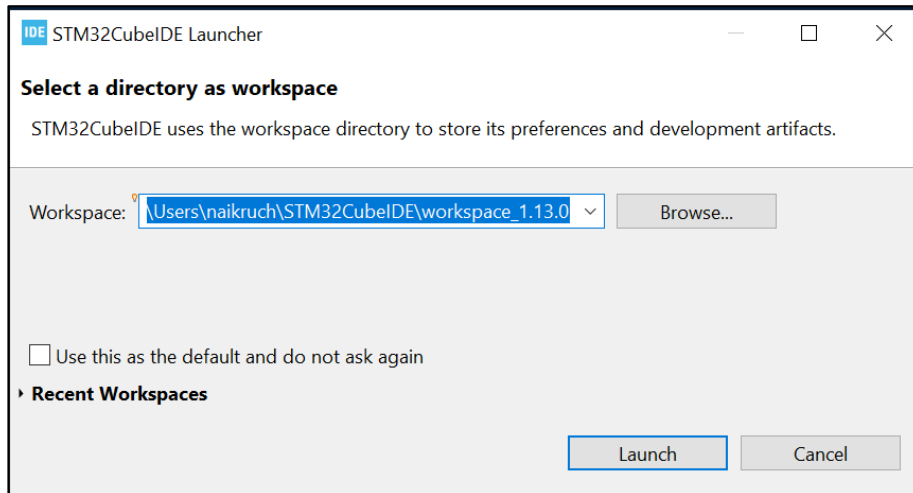 IDE STM32CubeIDE Launcher
Select a directory as workspace
STM32CubeIDE uses the workspace directory to store its preferences and development artifacts.
Workspace: \Users\naikruch\STM32CubeIDE\workspace_1.13.0 Browse...
Use this as the default and do not ask again
Recent Workspaces
Launch Cancel